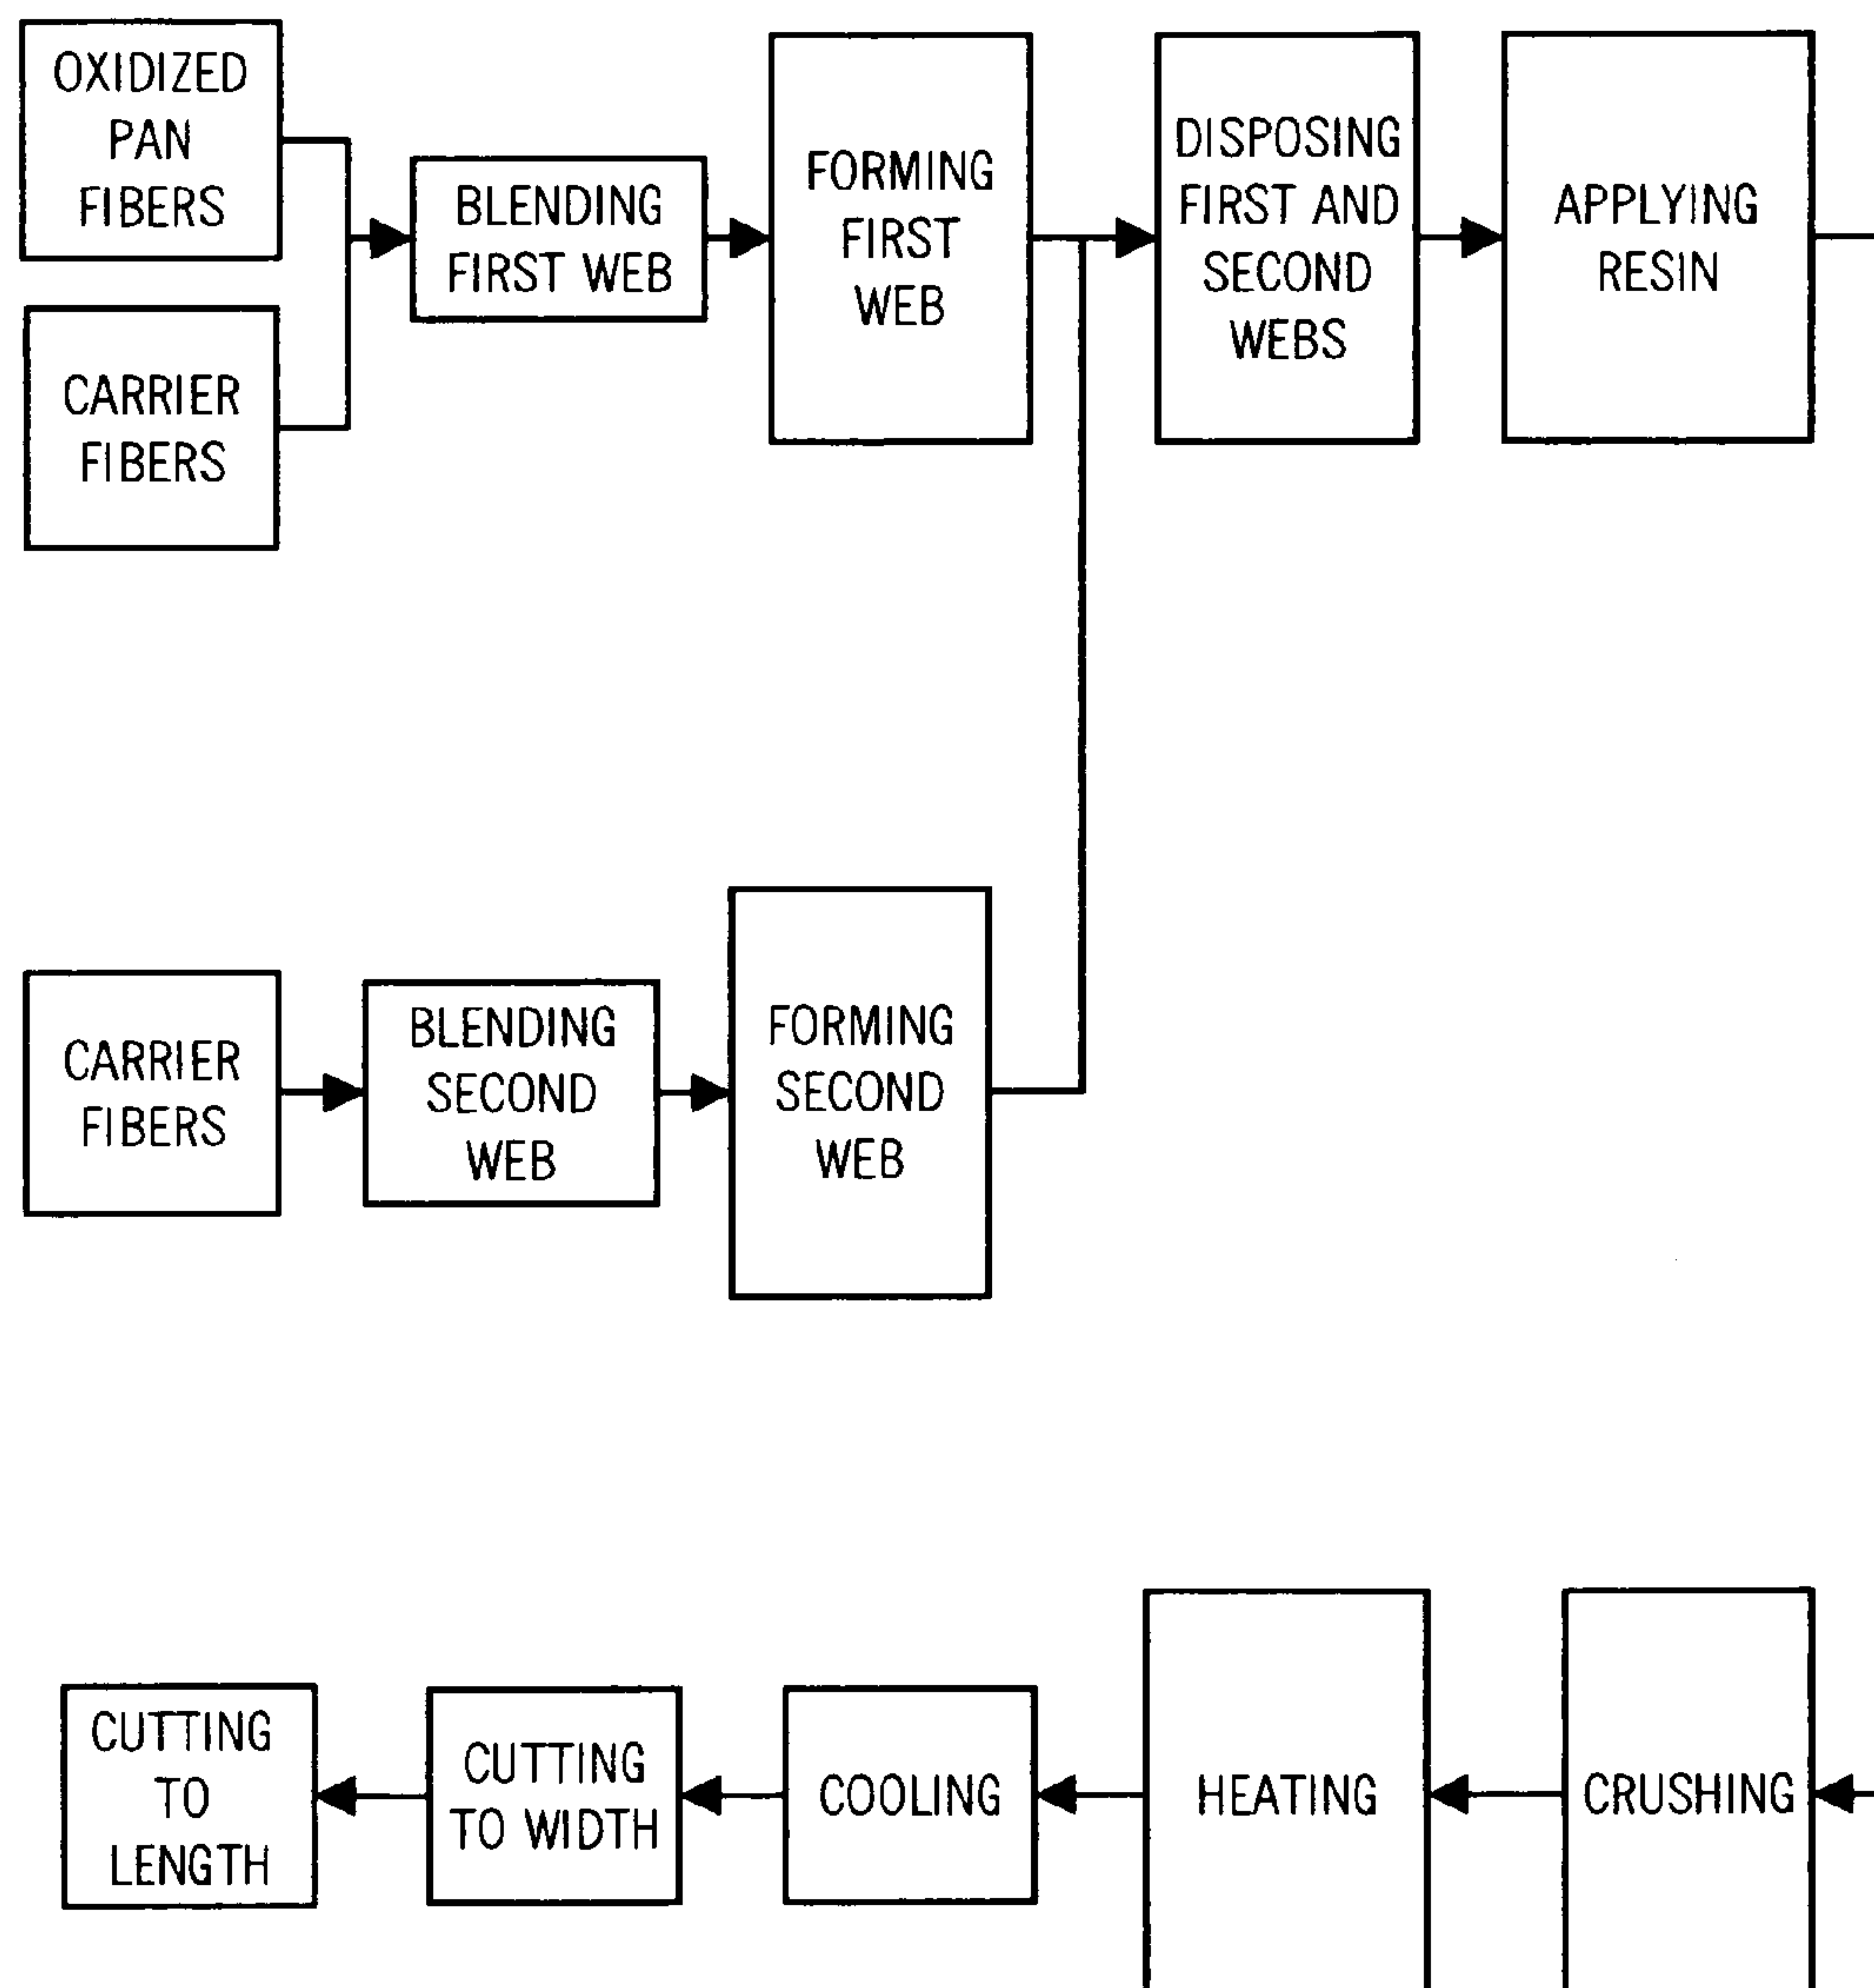 OXIDIZED
PAN
FIBERS
CARRIER
FIBERS
BLENDING
FIRST WEB
FORMING
FIRST
WEB
DISPOSING
FIRST AND
SECOND
WEBS
APPLYING
RESIN
CARRIER
FIBERS
BLENDING
SECOND
WEB
FORMING
SECOND
WEB
CUTTING
TO
LENGTH
CUTTING
TO WIDTH
COOLING
HEATING
CRUSHING